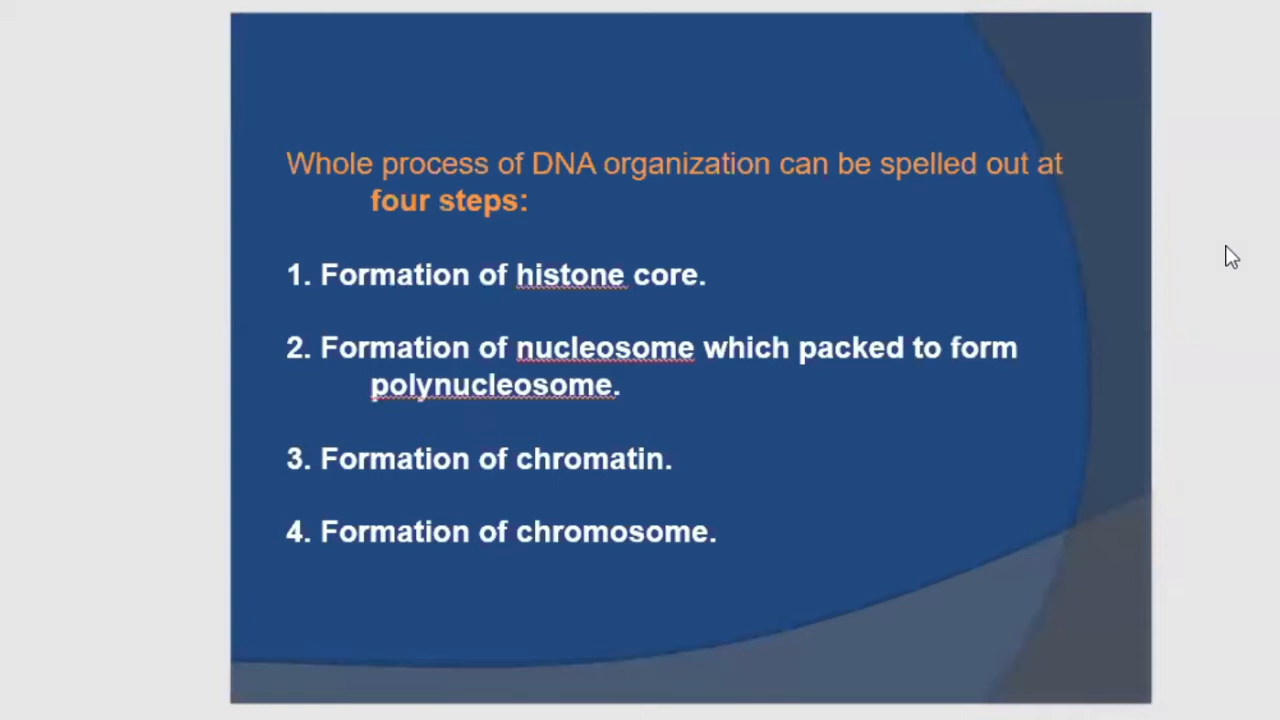 Whole process of DNA organization can be spelled out at
four steps:
1. Formation of histone core.
2. Formation of nucleosome which packed to form
polynucleosome.
3. Formation of chromatin.
4. Formation of chromosome.